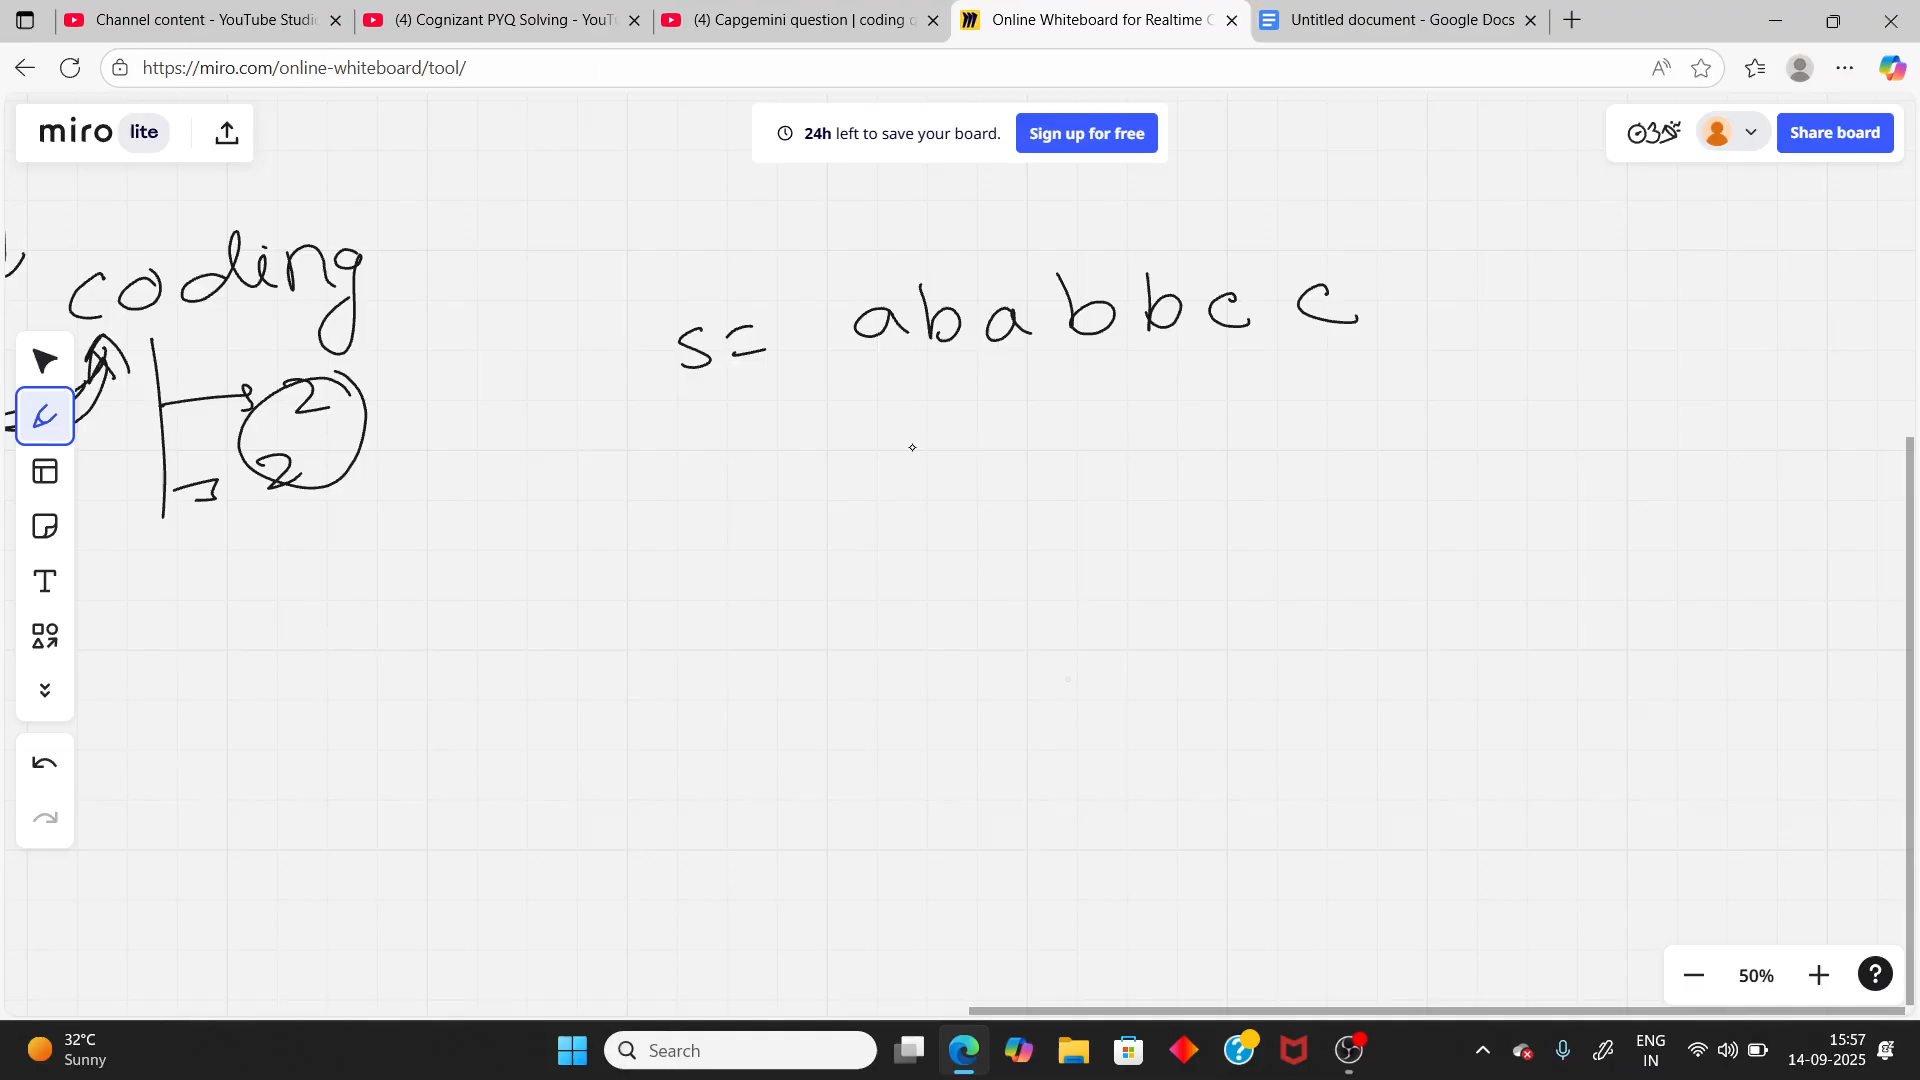 Channel content - YouTube Studi
(4) Cognizant PYQ Solving - YouTu
(4) Capgemini question | coding q
Online Whiteboard for Realtime C
Untitled document - Google Docs
https://miro.com/online-whiteboard/tool/
miro lite
24h left to save your board.
Sign up for free
Share board
coding
s= ababbcc
2
2
T
50%
?
32°C
Sunny
Search
ENG
IN
15:57
14-09-2025